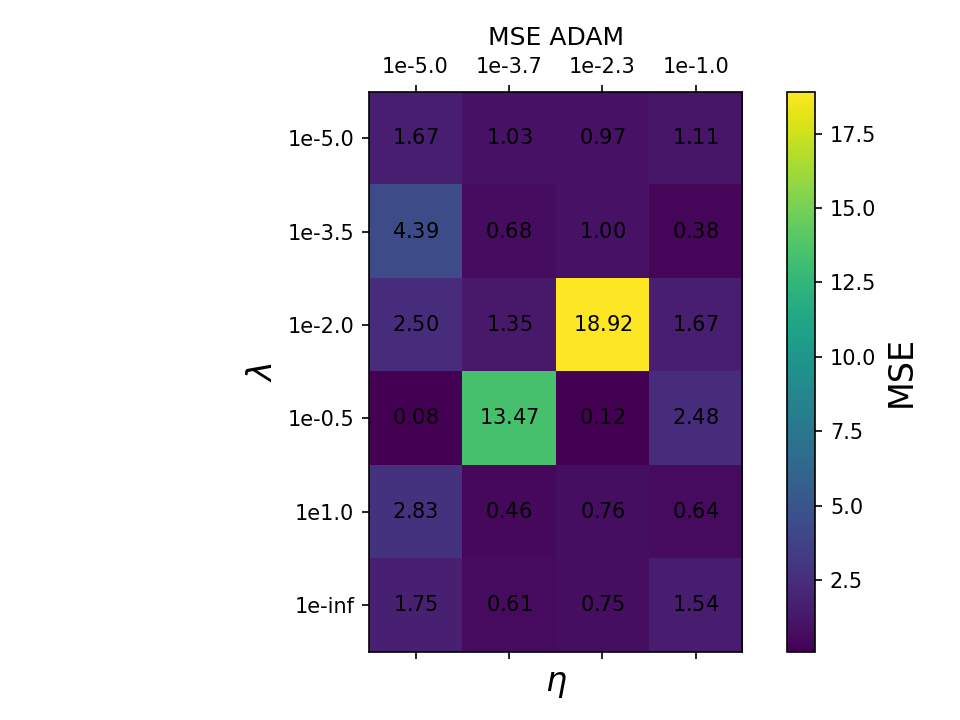 MSE ADAM
1e-5.0 1e-3.7 1e-2.3 1e-1.0
1e-5.0 1.67 1.03 0.97 1.11
1e-3.5 4.39 0.68 1.00 0.38
1e-2.0 2.50 1.35 18.92 1.67
1e-0.5 0.08 13.47 0.12 2.48
1e1.0 2.83 0.46 0.76 0.64
1e-inf 1.75 0.61 0.75 1.54
λ
η
17.5
15.0
12.5
10.0
7.5
5.0
2.5
MSE